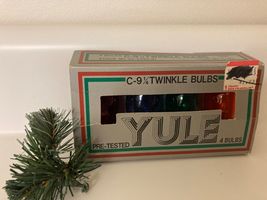 C-9¼ TWINKLE BULBS
YULE
PRE-TESTED
4 BULBS